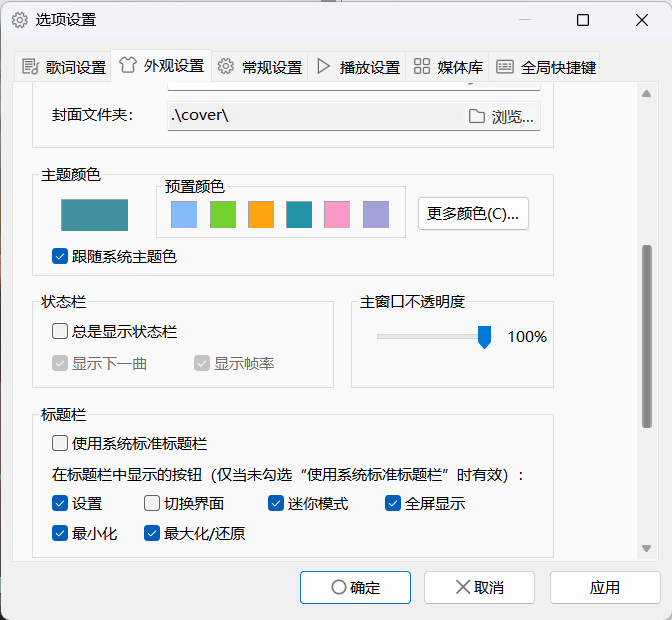 选项设置
歌词设置 外观设置 常规设置 播放设置 媒体库 全局快捷键
封面文件夹： .\cover\ 浏览...
主题颜色
预置颜色
更多颜色(C)...
跟随系统主题色
状态栏 主窗口不透明度
总是显示状态栏 100%
显示下一曲 显示帧率
标题栏
使用系统标准标题栏
在标题栏中显示的按钮（仅当未勾选“使用系统标准标题栏”时有效）：
设置 切换界面 迷你模式 全屏显示
最小化 最大化/还原
确定 取消 应用